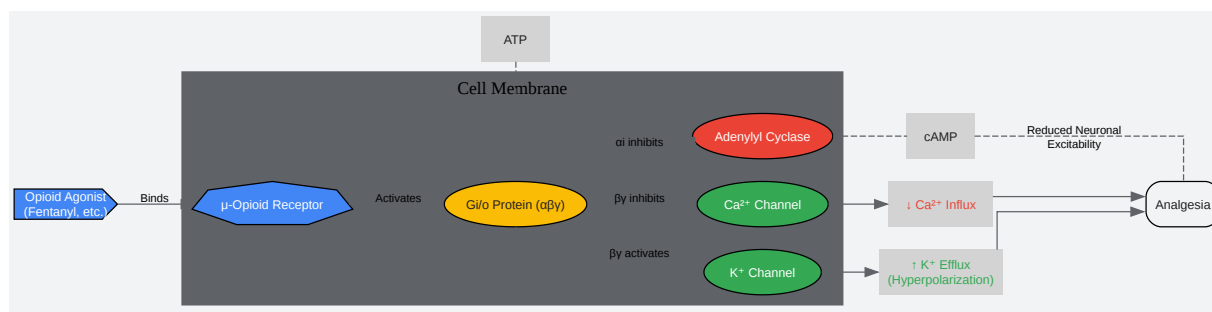 ATP
Cell Membrane
αi inhibits
Adenylyl Cyclase
cAMP
Reduced Neuronal
Excitability
Opioid Agonist
(Fentanyl, etc.)
Binds
μ-Opioid Receptor
Activates
Gi/o Protein (αβγ)
βγ inhibits
Ca²⁺ Channel
↓ Ca²⁺ Influx
Analgesia
βγ activates
K⁺ Channel
↑ K⁺ Efflux
(Hyperpolarization)